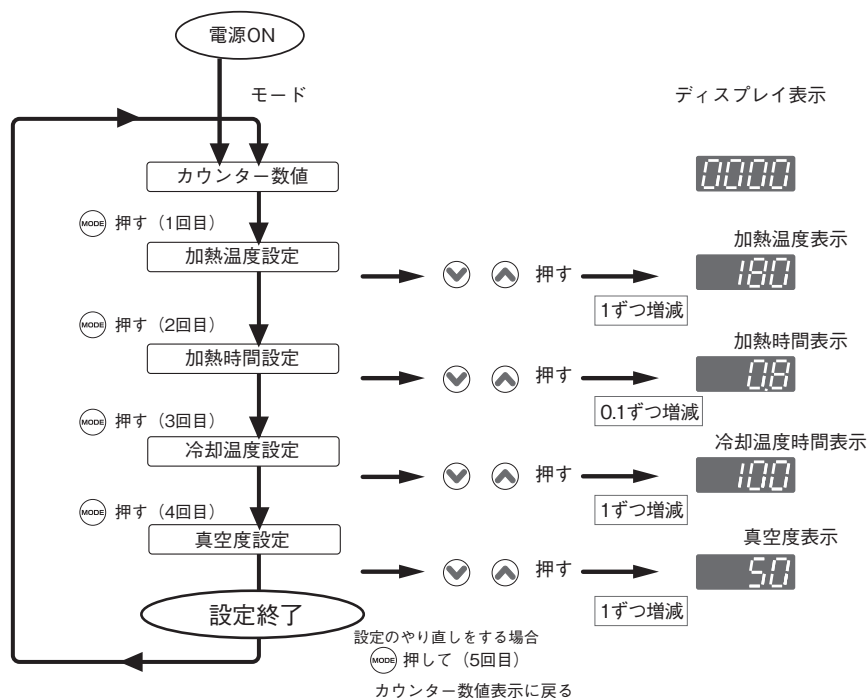 電源ON
モード
ディスプレイ表示
カウンター数値
0000
MODE 押す（1回目）
加熱温度表示
加熱温度設定
押す
180
1ずつ増減
MODE 押す（2回目）
加熱時間表示
加熱時間設定
押す
0.8
0.1ずつ増減
MODE 押す（3回目）
冷却温度時間表示
冷却温度設定
押す
100
1ずつ増減
MODE 押す（4回目）
真空度表示
真空度設定
押す
50
1ずつ増減
設定終了
設定のやり直しをする場合
MODE 押して（5回目）
カウンター数値表示に戻る